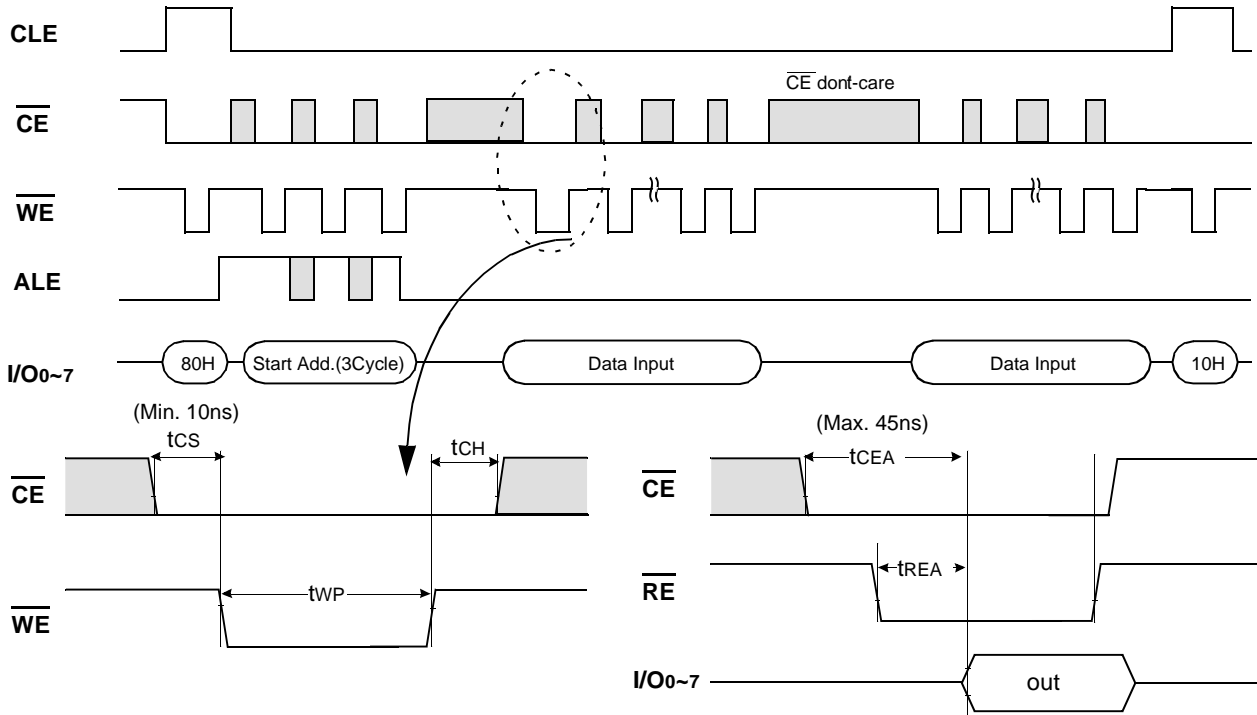 CLE
CE dont-care
CE
WE
ALE
I/O0~7 80H Start Add.(3Cycle) Data Input Data Input 10H
(Min. 10ns)
tCS tCH
CE
tWP
WE
(Max. 45ns)
tCEA
CE
tREA
RE
I/O0~7 out